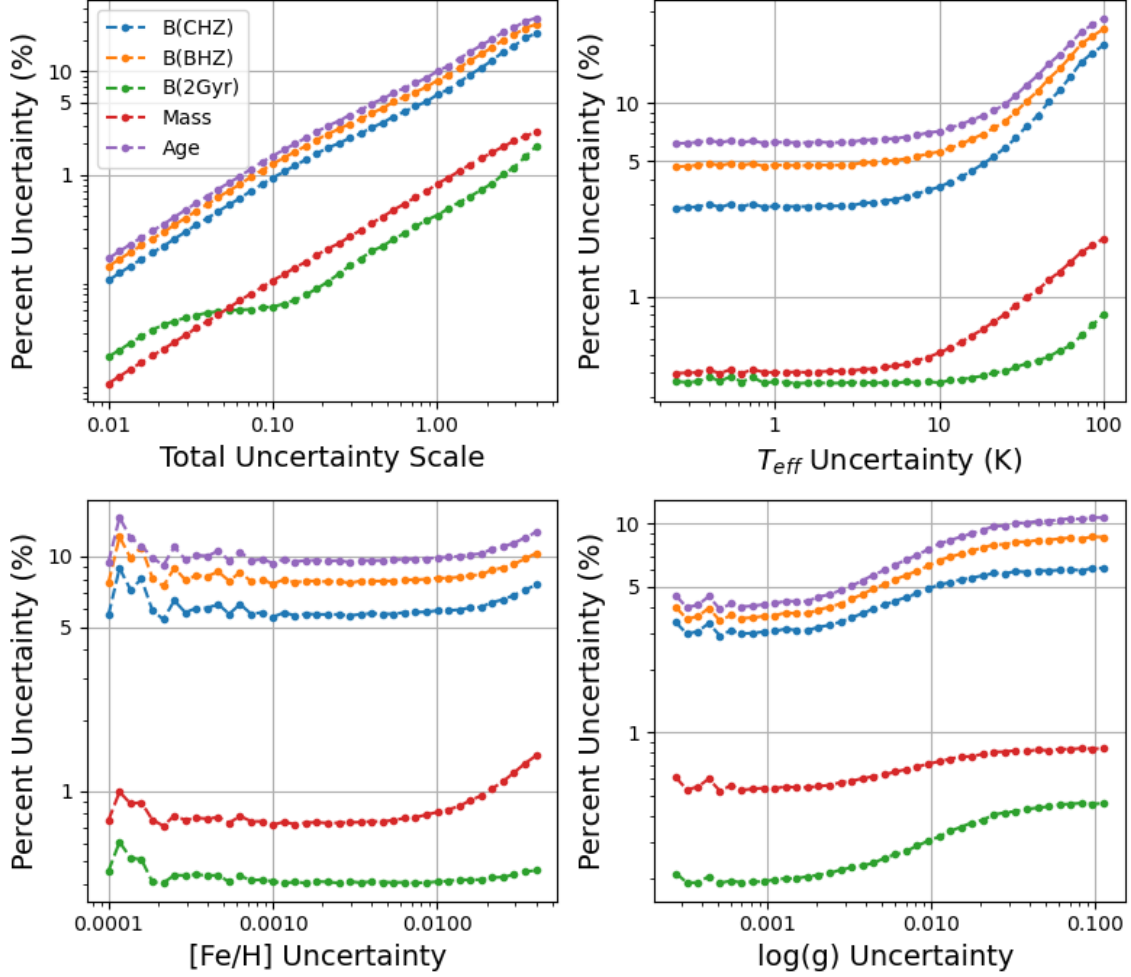 B(CHZ)
B(BHZ)
B(2Gyr)
Mass
Age
Percent Uncertainty (%)
10
5
1
0.01
0.10
1.00
Total Uncertainty Scale
Percent Uncertainty (%)
10
5
1
1
10
100
T_eff Uncertainty (K)
Percent Uncertainty (%)
10
5
1
0.0001
0.0010
0.0100
[Fe/H] Uncertainty
Percent Uncertainty (%)
10
5
1
0.001
0.010
0.100
log(g) Uncertainty